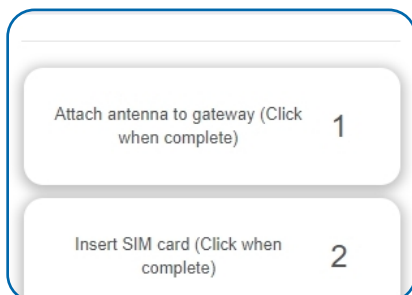 Attach antenna to gateway (Click
when complete)
1
Insert SIM card (Click when
complete)
2